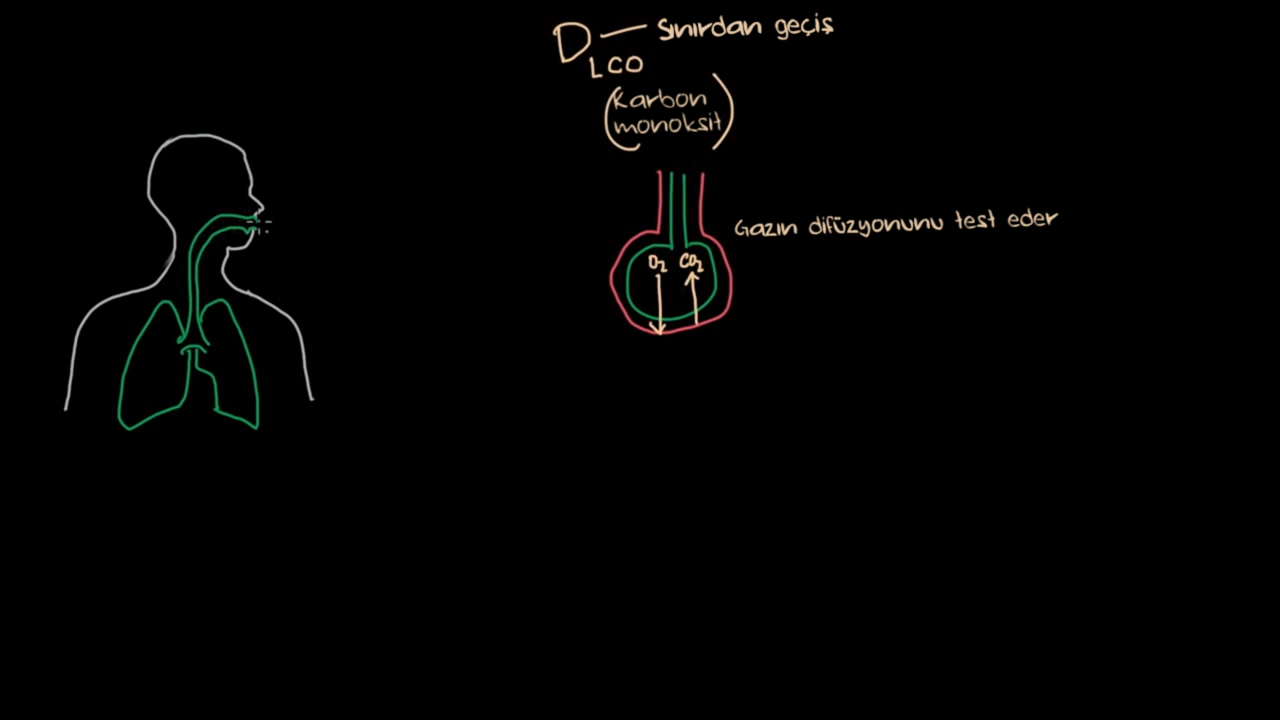 D — Sınırdan geçiş
LCO
(Karbon
monoksit)
Gazın difüzyonunu test eder
O₂ CO₂